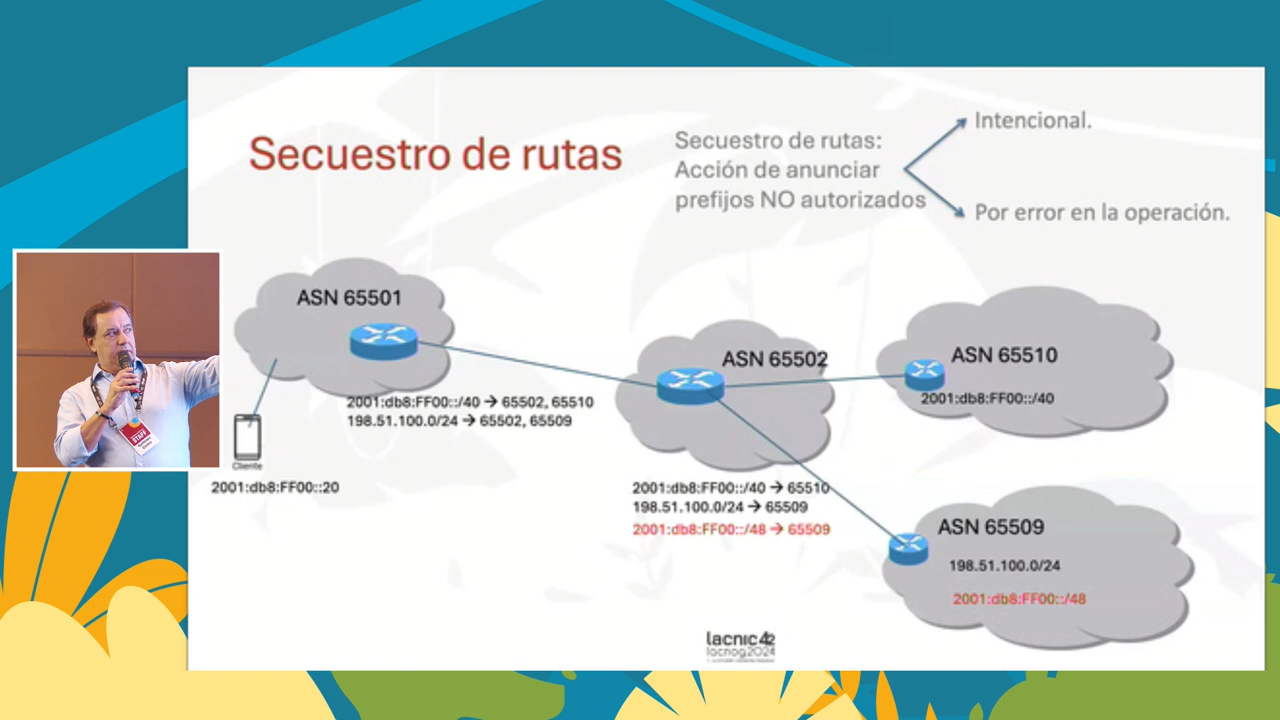 Secuestro de rutas
Secuestro de rutas:
Acción de anunciar
prefijos NO autorizados
Intencional.
Por error en la operación.
ASN 65501
2001:db8:FF00::/40 → 65502, 65510
198.51.100.0/24 → 65502, 65509
Cliente
2001:db8:FF00::20
ASN 65502
2001:db8:FF00::/40 → 65510
198.51.100.0/24 → 65509
2001:db8:FF00::/48 → 65509
ASN 65510
2001:db8:FF00::/40
ASN 65509
198.51.100.0/24
2001:db8:FF00::/48
lacnic42
lacnog2024
STAFF